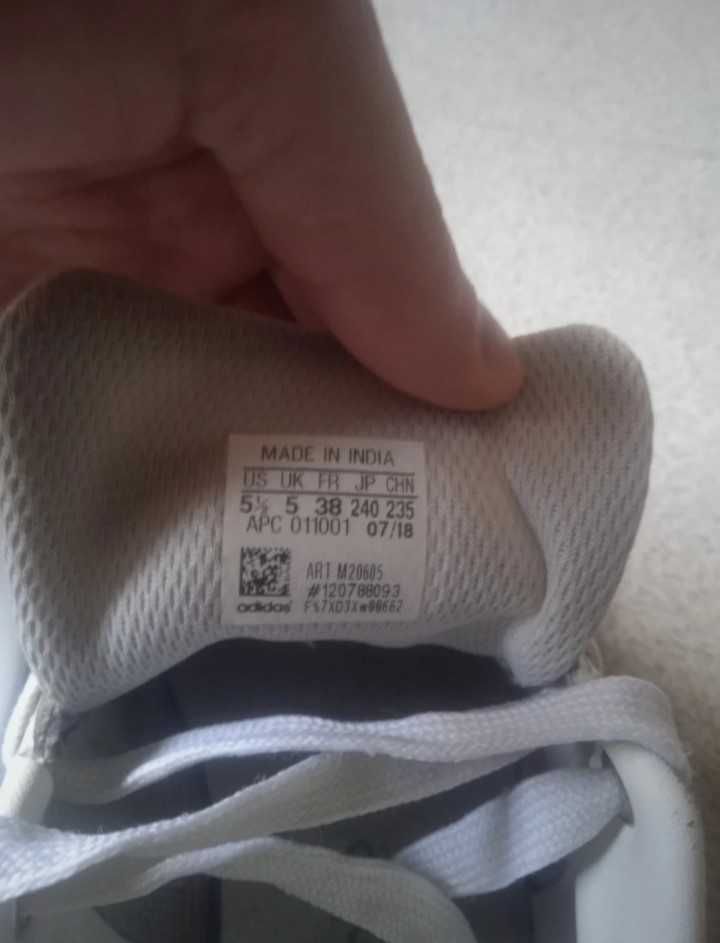 MADE IN INDIA
US UK FR JP CHN
5½ 5 38 240 235
APC 011001 07/18
ART M20605
#120788093
adidas